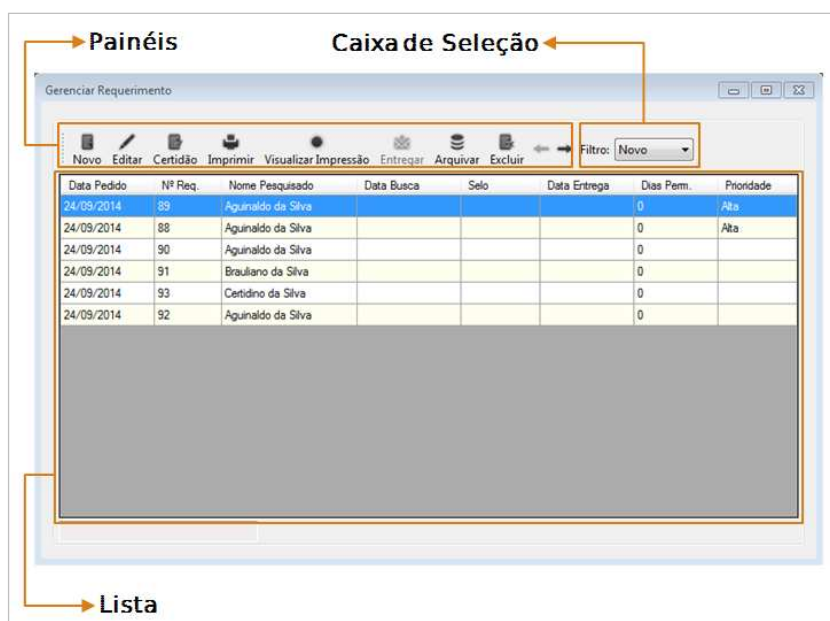 Painéis
Caixa de Seleção
Gerenciar Requerimento
Novo Editar Certidão Imprimir Visualizar Impressão Entregar Arquivar Excluir Filtro: Novo
Data Pedido Nº Req. Nome Pesquisado Data Busca Selo Data Entrega Dias Perm. Prioridade
24/09/2014 89 Aguinaldo da Silva 0 Alta
24/09/2014 88 Aguinaldo da Silva 0 Alta
24/09/2014 90 Aguinaldo da Silva 0
24/09/2014 91 Brauliano da Silva 0
24/09/2014 93 Certidino da Silva 0
24/09/2014 92 Aguinaldo da Silva 0
Lista